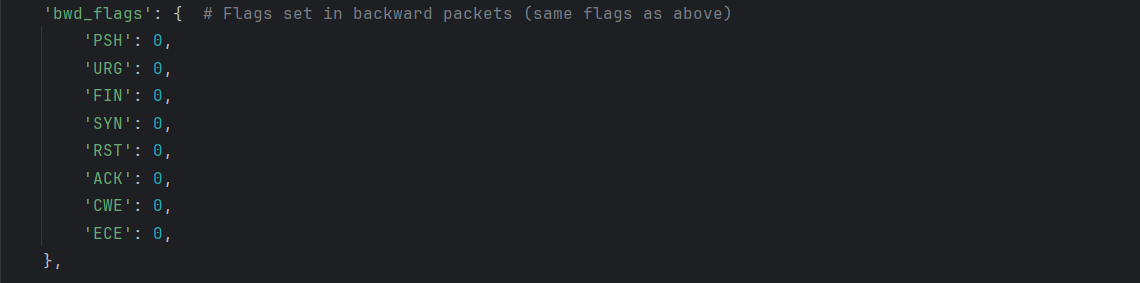 'bwd_flags': {  # Flags set in backward packets (same flags as above)
    'PSH': 0,
    'URG': 0,
    'FIN': 0,
    'SYN': 0,
    'RST': 0,
    'ACK': 0,
    'CWE': 0,
    'ECE': 0,
},